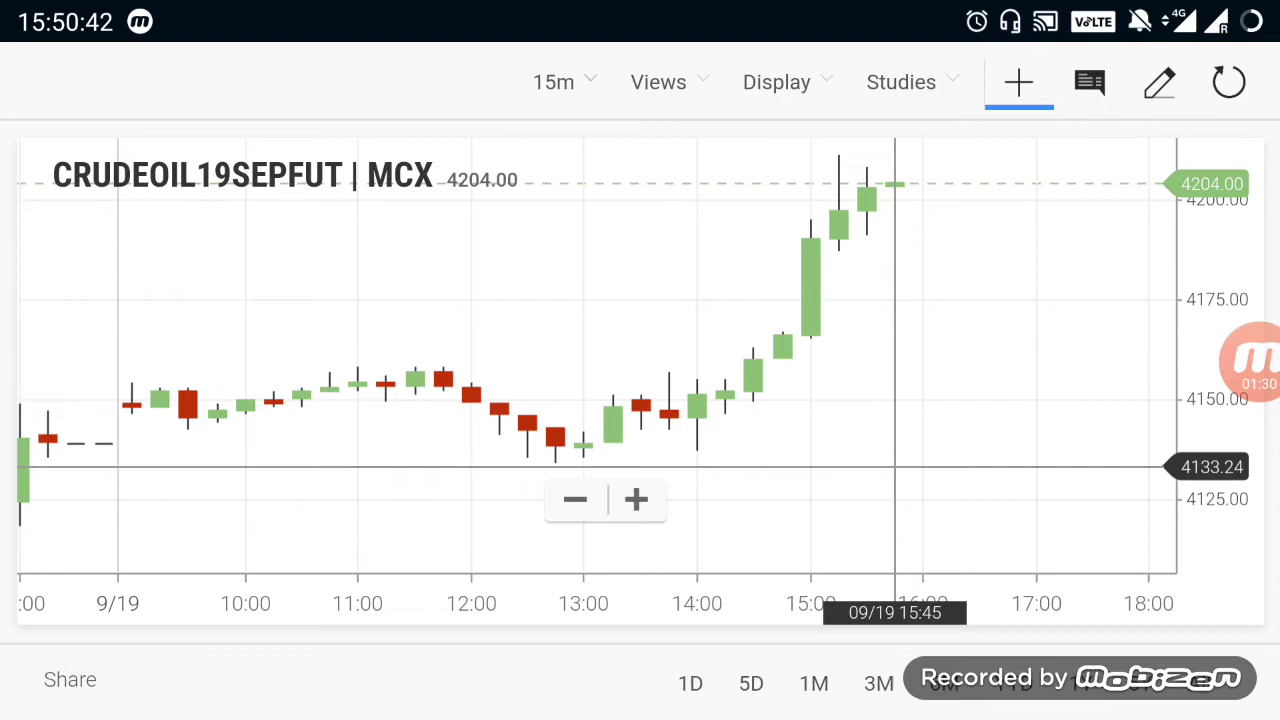 15:50:42
VoLTE 4G R
15m Views Display Studies
CRUDEOIL19SEPFUT | MCX 4204.00
4204.00
4200.00
4175.00
01:30
4150.00
4133.24
4125.00
:00 9/19 10:00 11:00 12:00 13:00 14:00 15:00 16:00 17:00 18:00
09/19 15:45
Share 1D 5D 1M 3M
Recorded by mobizen